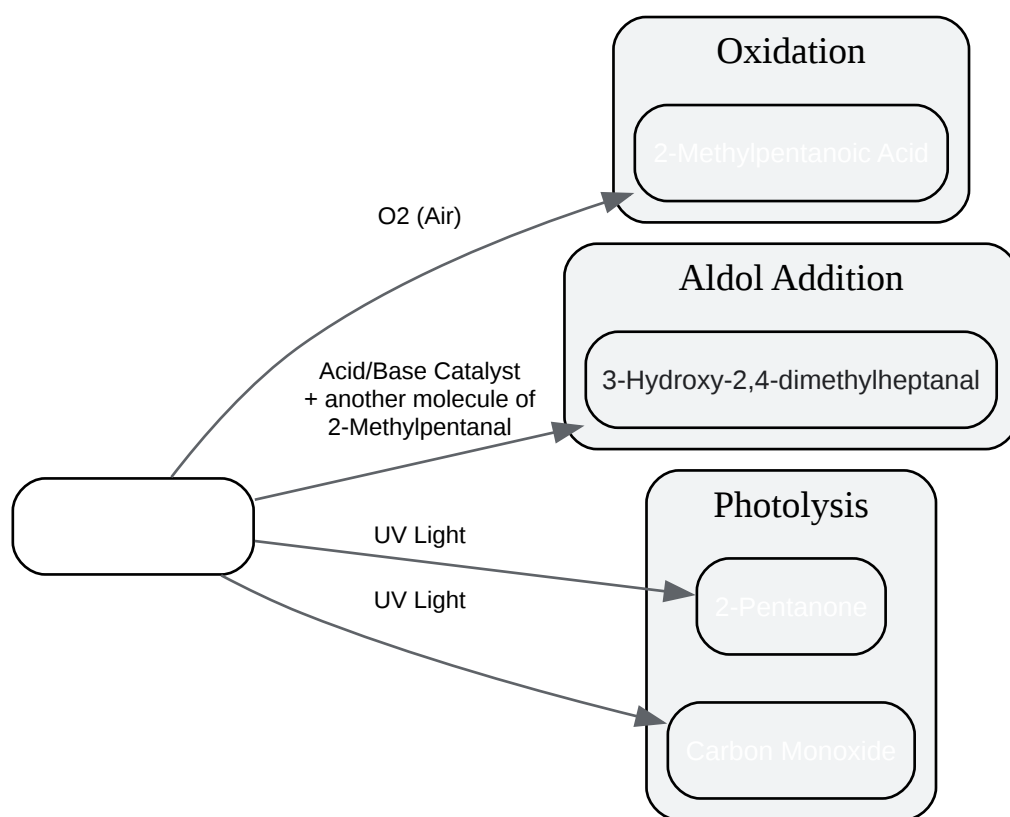 Oxidation
2-Methylpentanoic Acid
O2 (Air)
Aldol Addition
3-Hydroxy-2,4-dimethylheptanal
Acid/Base Catalyst
+ another molecule of
2-Methylpentanal
Photolysis
UV Light
2-Pentanone
UV Light
Carbon Monoxide